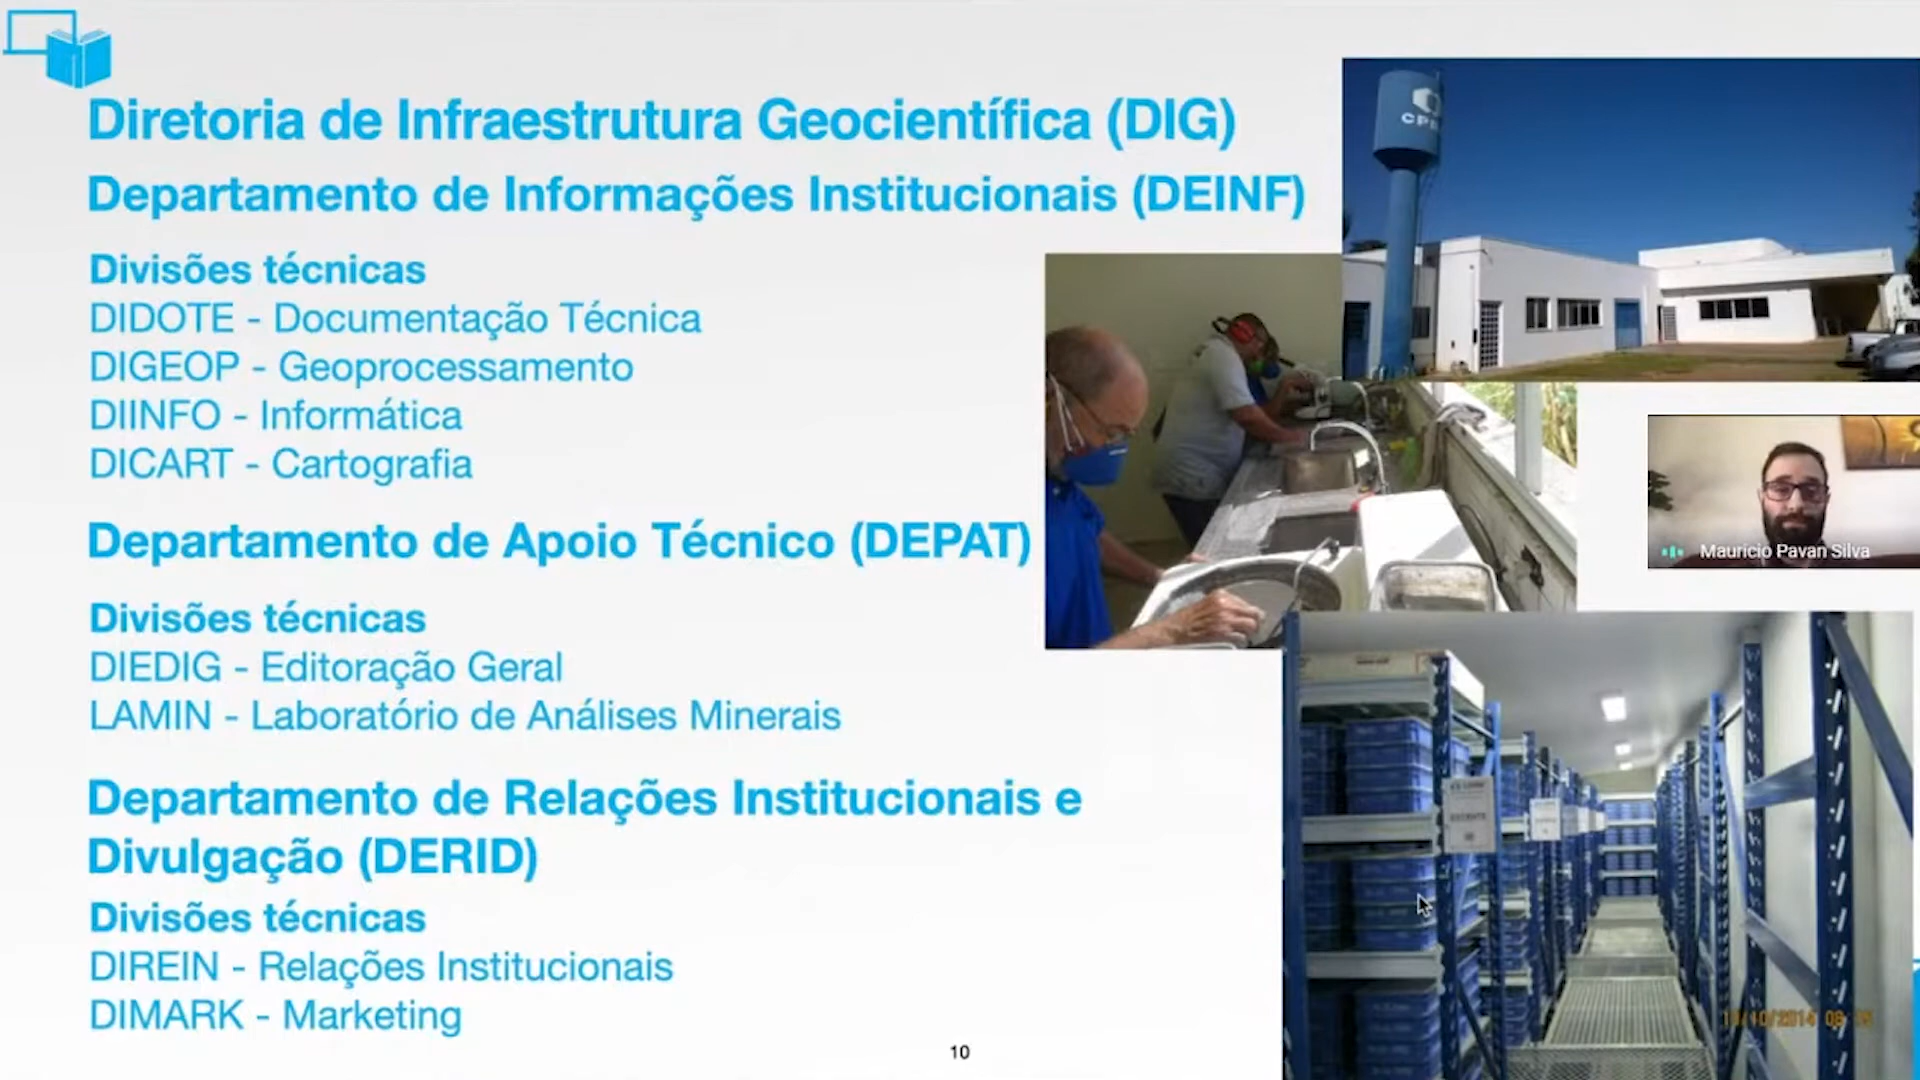 Diretoria de Infraestrutura Geocientífica (DIG)
Departamento de Informações Institucionais (DEINF)
Divisões técnicas
DIDOTE - Documentação Técnica
DIGEOP - Geoprocessamento
DIINFO - Informática
DICART - Cartografia
Departamento de Apoio Técnico (DEPAT)
Divisões técnicas
DIEDIG - Editoração Geral
LAMIN - Laboratório de Análises Minerais
Departamento de Relações Institucionais e
Divulgação (DERID)
Divisões técnicas
DIREIN - Relações Institucionais
DIMARK - Marketing
10
Mauricio Pavan Silva